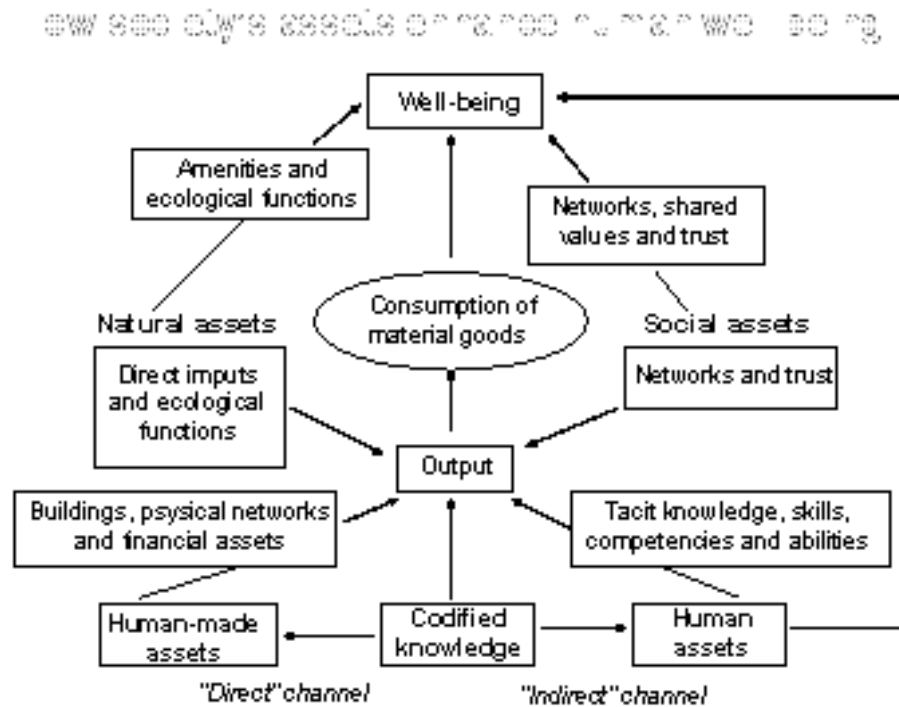 Well-being
Amenities and
ecological functions
Networks, shared
values and trust
Consumption of
material goods
Natural assets
Social assets
Direct imputs
and ecological
functions
Networks and trust
Output
Buildings, psysical networks
and financial assets
Tacit knowledge, skills,
competencies and abilities
Human-made
assets
Codified
knowledge
Human
assets
"Direct" channel
"Indirect" channel